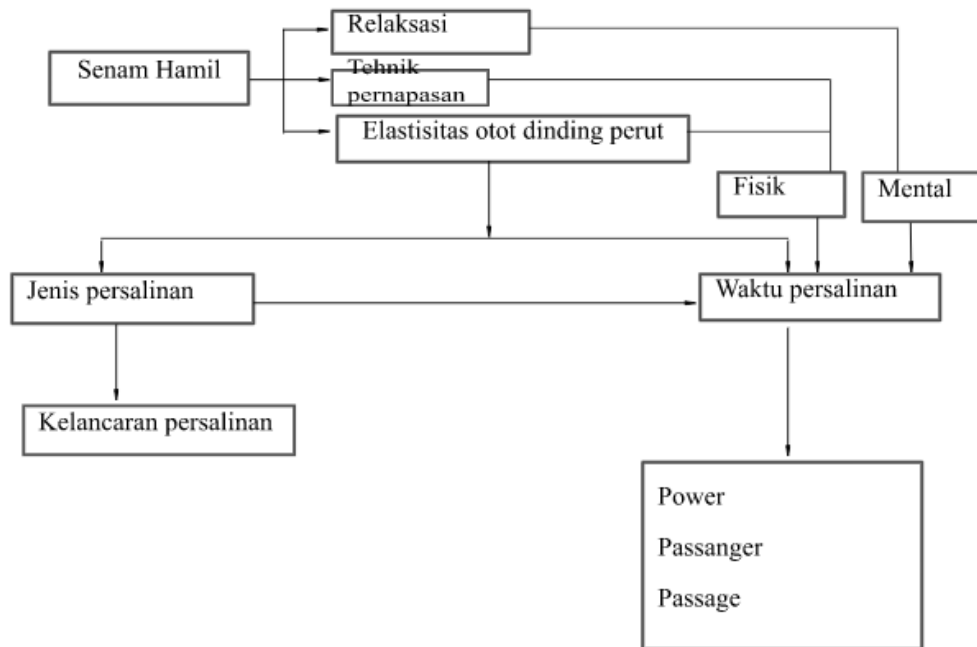 Relaksasi
Senam Hamil
Tehnik
pernapasan
Elastisitas otot dinding perut
Fisik
Mental
Jenis persalinan
Waktu persalinan
Kelancaran persalinan
Power
Passanger
Passage